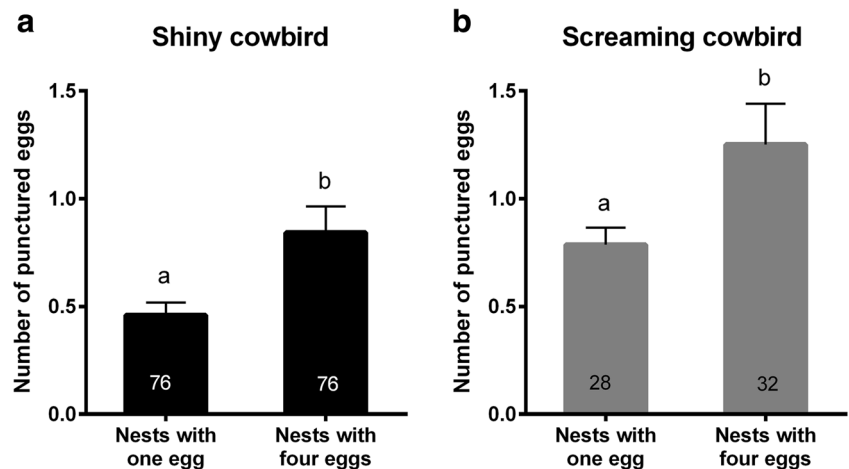 a
Shiny cowbird
Number of punctured eggs
1.5
1.0
0.5
0.0
a
b
76
76
Nests with
one egg
Nests with
four eggs
b
Screaming cowbird
Number of punctured eggs
1.5
1.0
0.5
0.0
a
b
28
32
Nests with
one egg
Nests with
four eggs